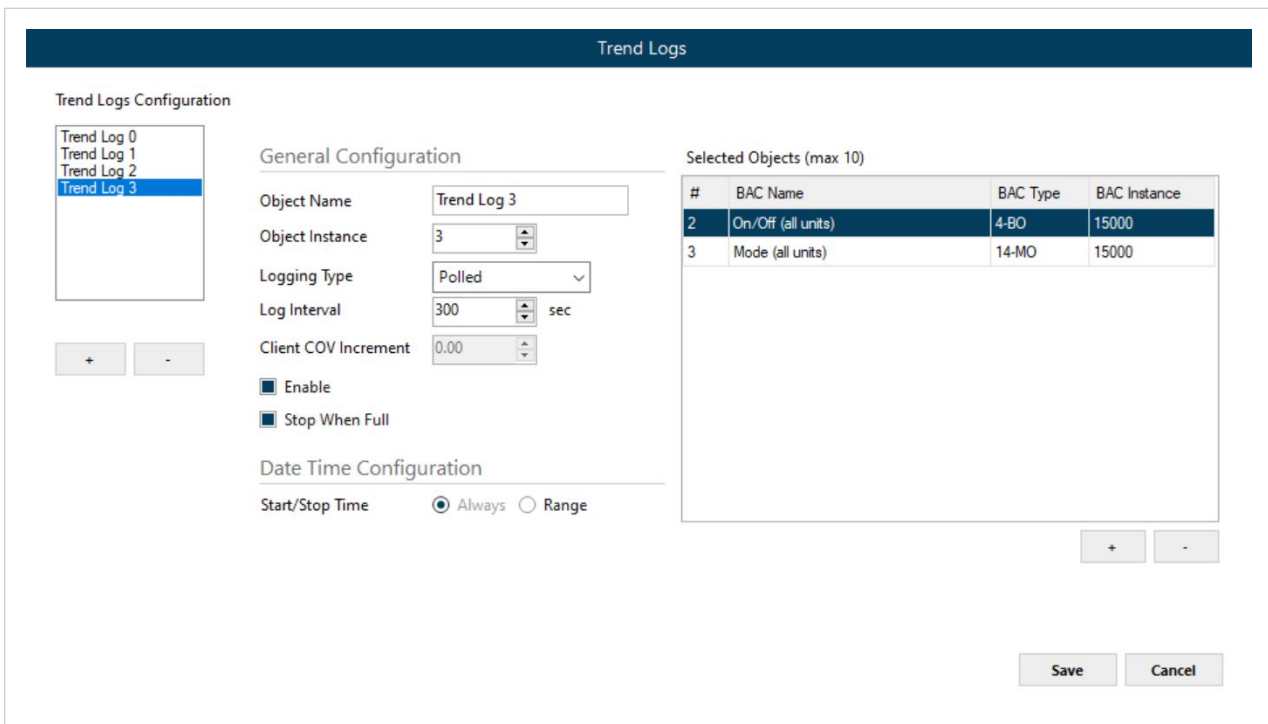 Trend Logs
Trend Logs Configuration
Trend Log 0
Trend Log 1
Trend Log 2
Trend Log 3
+ -
General Configuration
Object Name Trend Log 3
Object Instance 3
Logging Type Polled
Log Interval 300 sec
Client COV Increment 0.00
Enable
Stop When Full
Date Time Configuration
Start/Stop Time Always Range
Selected Objects (max 10)
# BAC Name BAC Type BAC Instance
2 On/Off (all units) 4-BO 15000
3 Mode (all units) 14-MO 15000
+ -
Save Cancel